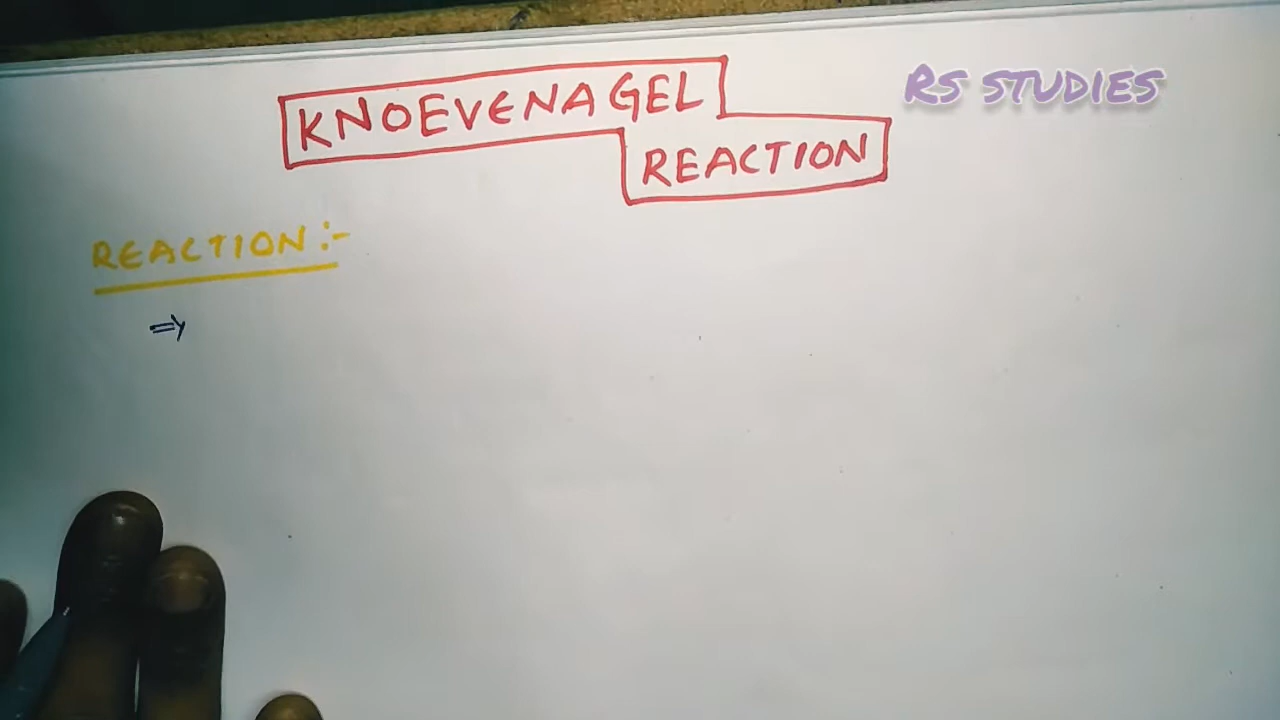 KNOEVENAGEL
REACTION
RS STUDIES
REACTION :-
⇒